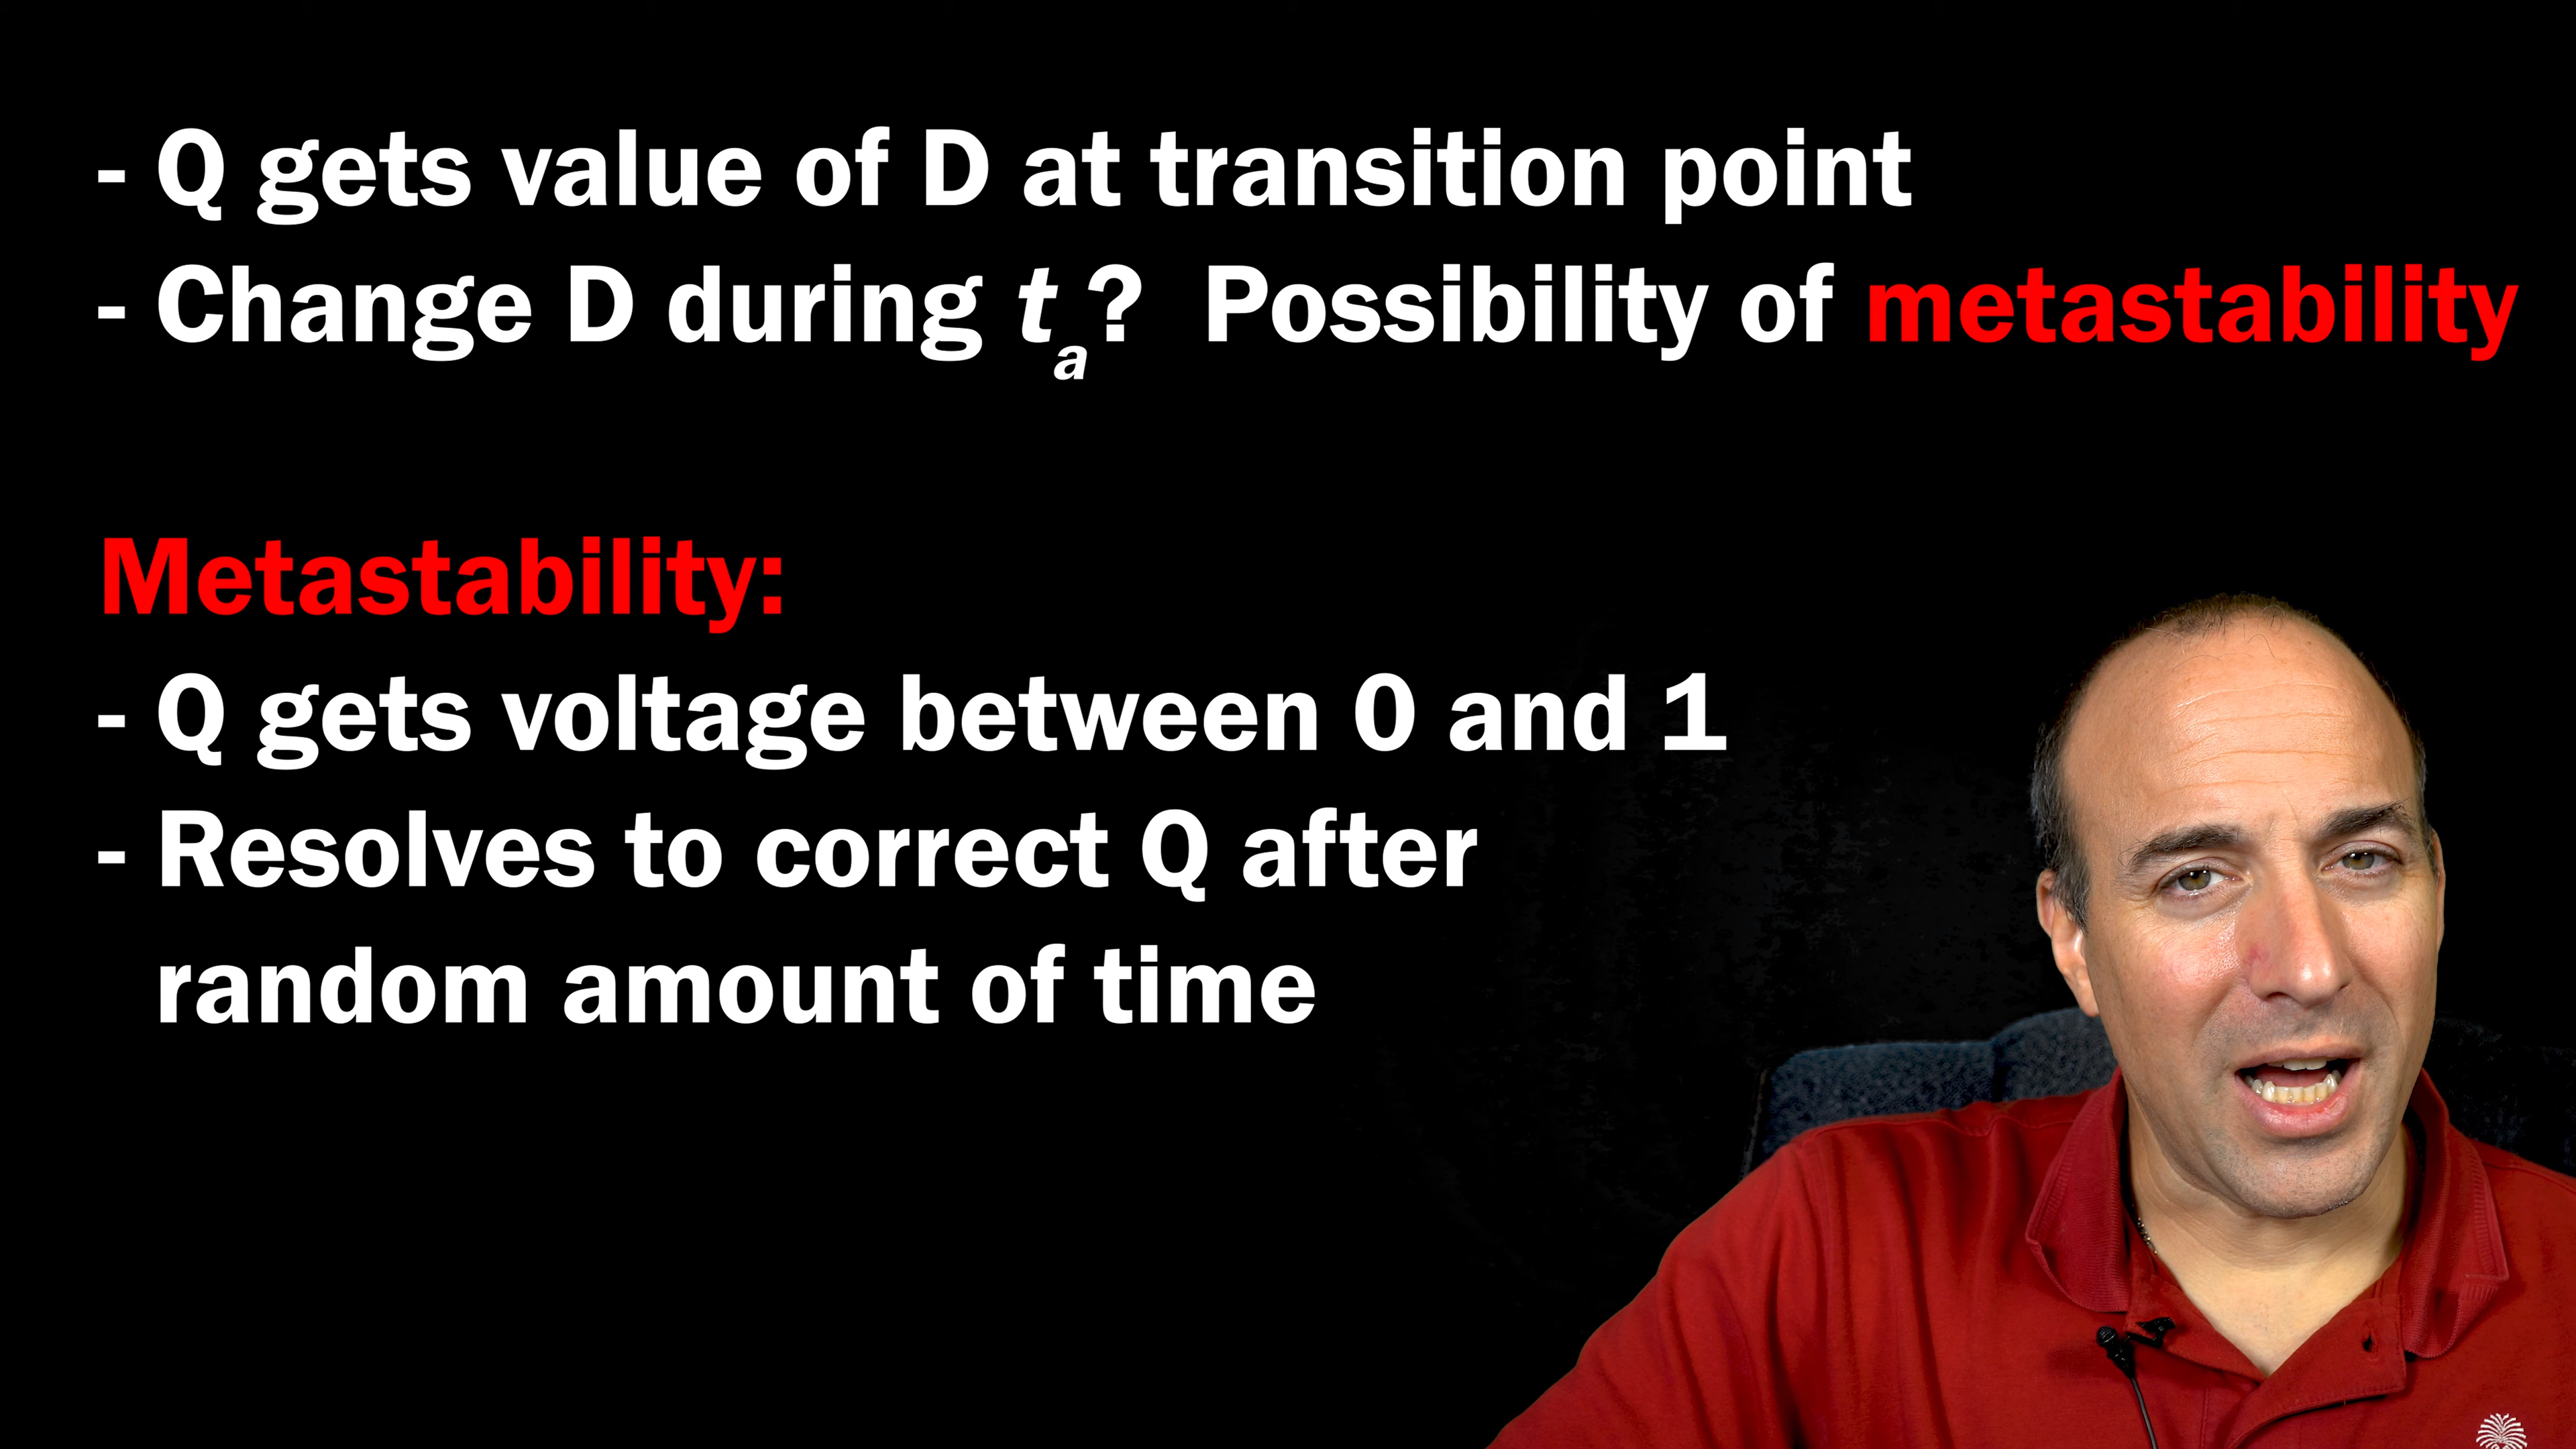 - Q gets value of D at transition point
- Change D during tₐ? Possibility of metastability
Metastability:
- Q gets voltage between 0 and 1
- Resolves to correct Q after
random amount of time